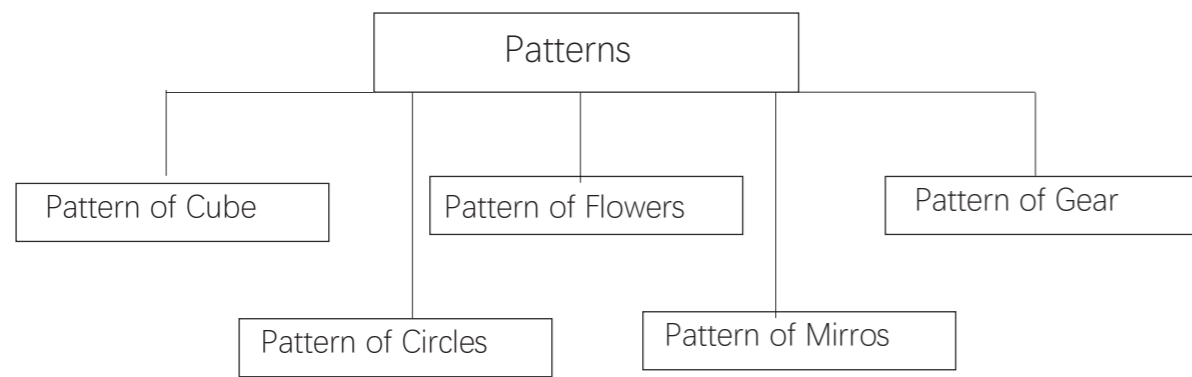 Patterns
Pattern of Cube
Pattern of Flowers
Pattern of Gear
Pattern of Circles
Pattern of Mirros